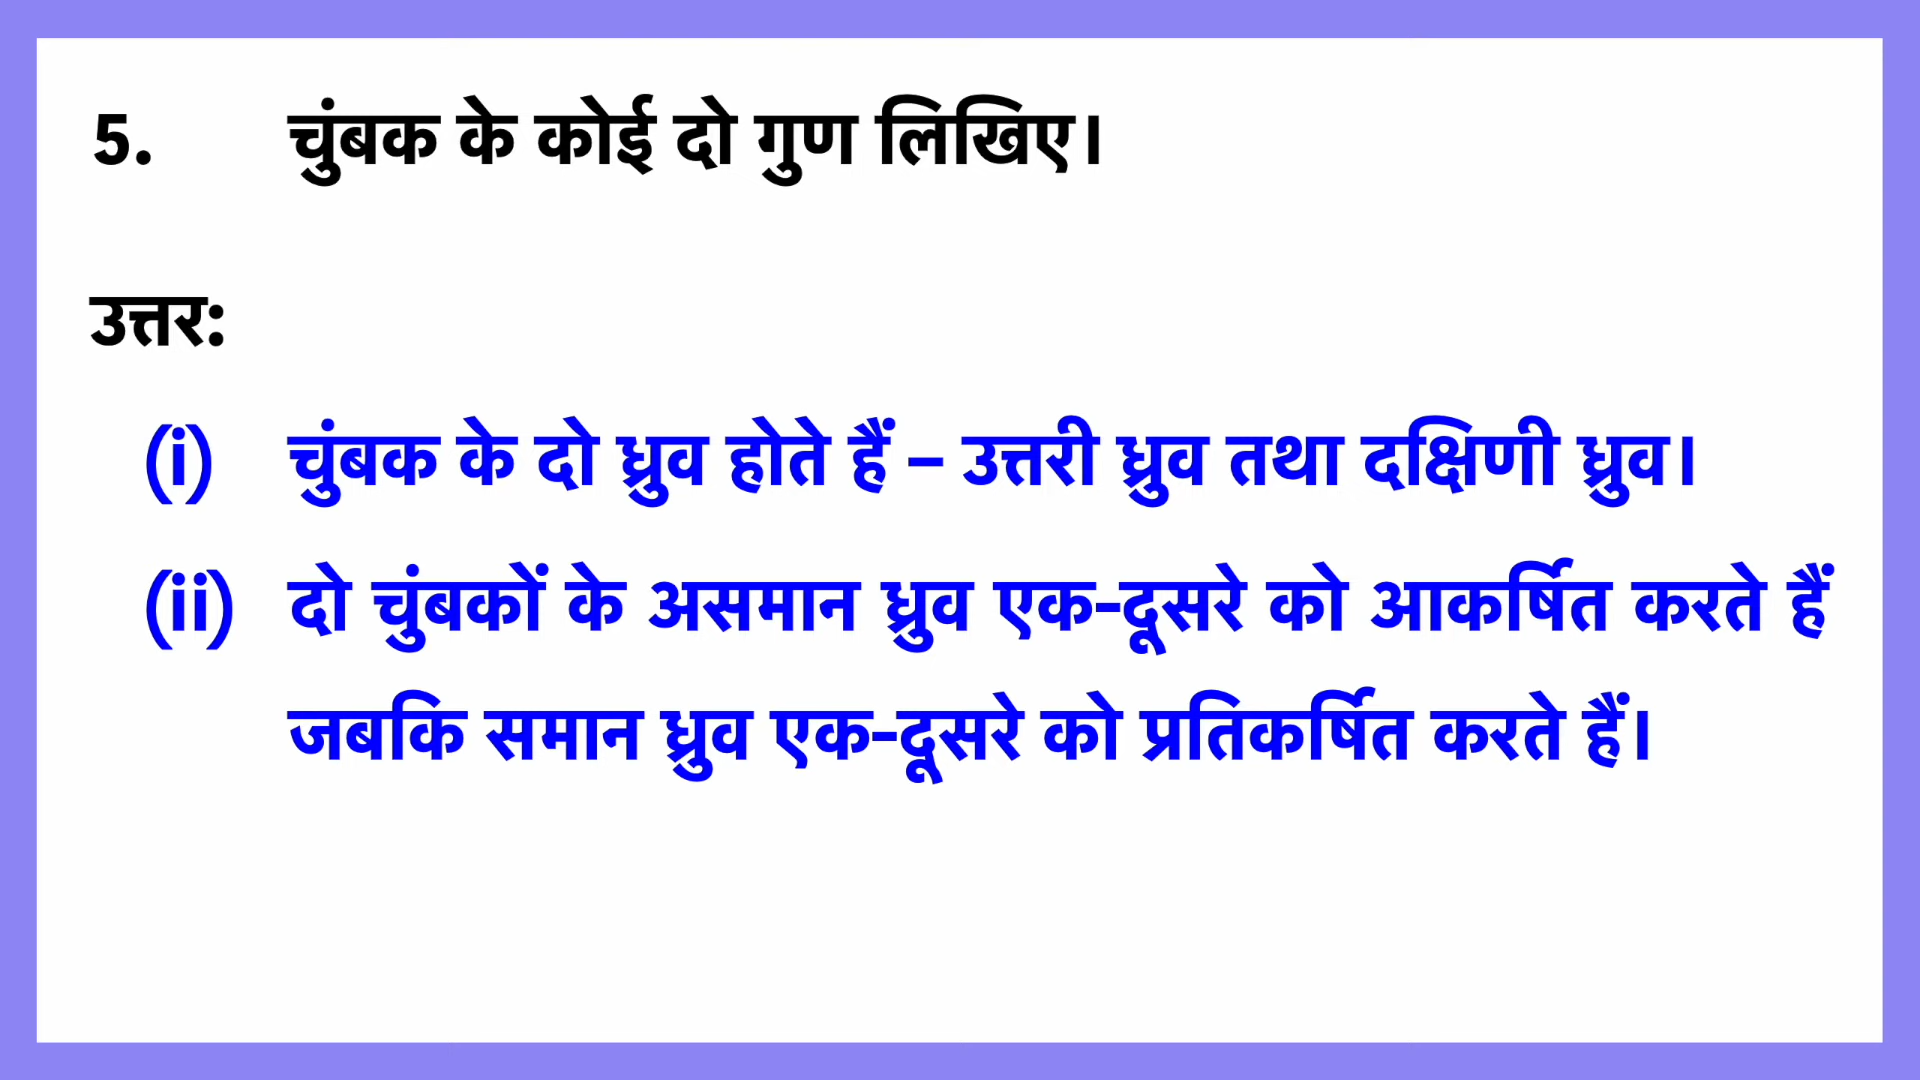 5. चुंबक के कोई दो गुण लिखिए।
उत्तर:
(i) चुंबक के दो ध्रुव होते हैं – उत्तरी ध्रुव तथा दक्षिणी ध्रुव।
(ii) दो चुंबकों के असमान ध्रुव एक-दूसरे को आकर्षित करते हैं
जबकि समान ध्रुव एक-दूसरे को प्रतिकर्षित करते हैं।